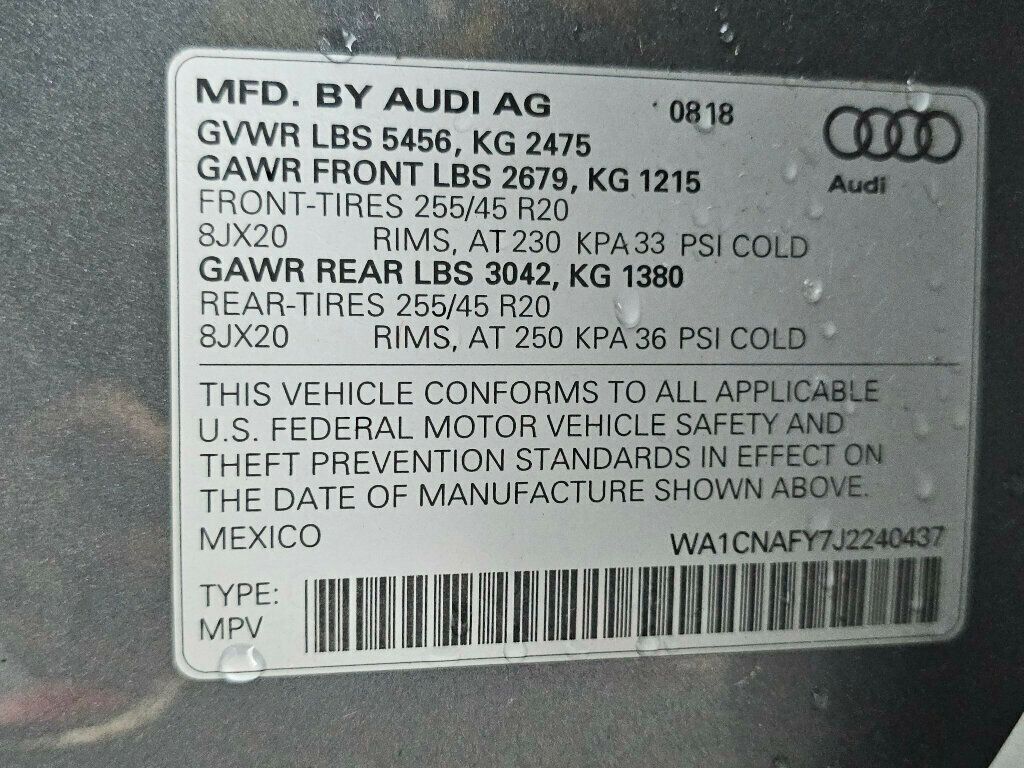 MFD. BY AUDI AG 0818
GVWR LBS 5456, KG 2475
GAWR FRONT LBS 2679, KG 1215
Audi
FRONT-TIRES 255/45 R20
8JX20 RIMS, AT 230 KPA 33 PSI COLD
GAWR REAR LBS 3042, KG 1380
REAR-TIRES 255/45 R20
8JX20 RIMS, AT 250 KPA 36 PSI COLD
THIS VEHICLE CONFORMS TO ALL APPLICABLE
U.S. FEDERAL MOTOR VEHICLE SAFETY AND
THEFT PREVENTION STANDARDS IN EFFECT ON
THE DATE OF MANUFACTURE SHOWN ABOVE.
MEXICO WA1CNAFY7J2240437
TYPE:
MPV